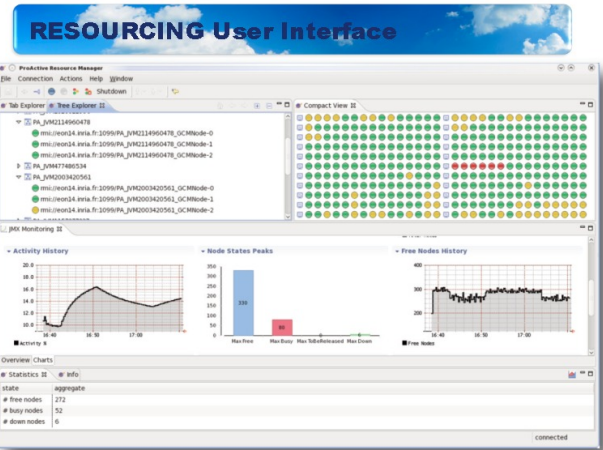 RESOURCING User Interface
ProActive Resource Manager
File Connection Actions Help Window
Shutdown
Tab Explorer Tree Explorer
Compact View
PA_JVM2114960478
rmi://eon14.inria.fr:1099/PA_JVM2114960478_GCMNode-0
rmi://eon14.inria.fr:1099/PA_JVM2114960478_GCMNode-1
rmi://eon14.inria.fr:1099/PA_JVM2114960478_GCMNode-2
PA_JVM477486534
PA_JVM2003420561
rmi://eon14.inria.fr:1099/PA_JVM2003420561_GCMNode-0
rmi://eon14.inria.fr:1099/PA_JVM2003420561_GCMNode-1
rmi://eon14.inria.fr:1099/PA_JVM2003420561_GCMNode-2
JMX Monitoring
Activity History
20.0
18.0
16.0
14.0
12.0
10.0
16:40 16:50 17:00
Activity %
Node States Peaks
350
300
250
200
150
100
50
0
330
80
Max Free Max Busy Max ToBeReleased Max Down
Free Nodes History
400
300
200
16:40 16:50 17:00
Free Nodes
Overview Charts
Statistics Info
state aggregate
# free nodes 272
# busy nodes 52
# down nodes 6
connected